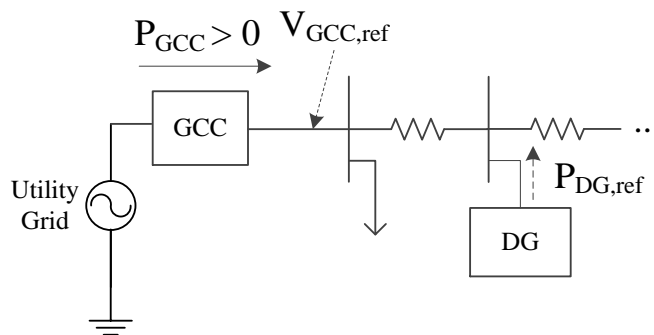 P_GCC > 0
V_GCC,ref
GCC
Utility
Grid
P_DG,ref
DG
..